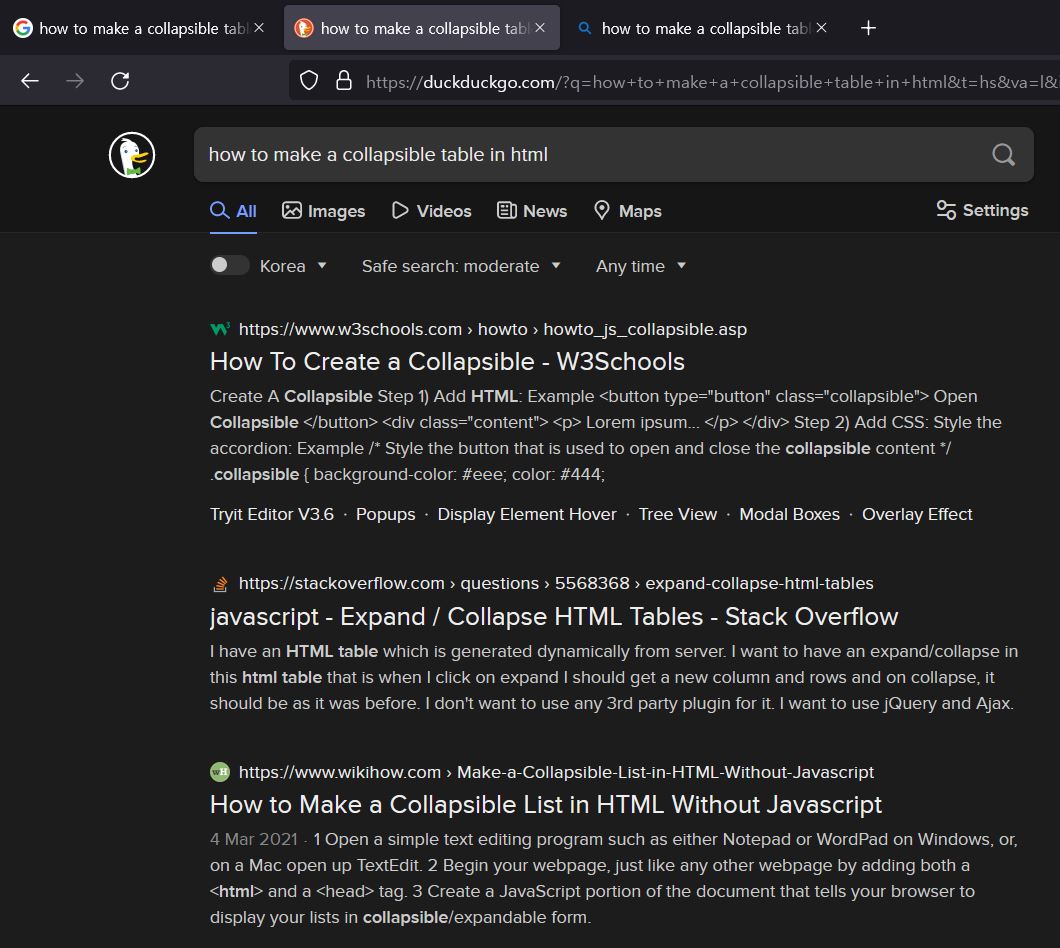 how to make a collapsible tabl
how to make a collapsible tabl
how to make a collapsible tabl
https://duckduckgo.com/?q=how+to+make+a+collapsible+table+in+html&t=hs&va=l&
how to make a collapsible table in html
All Images Videos News Maps Settings
Korea Safe search: moderate Any time
https://www.w3schools.com › howto › howto_js_collapsible.asp
How To Create a Collapsible - W3Schools
Create A Collapsible Step 1) Add HTML: Example <button type="button" class="collapsible"> Open
Collapsible </button> <div class="content"> <p> Lorem ipsum... </p> </div> Step 2) Add CSS: Style the
accordion: Example /* Style the button that is used to open and close the collapsible content */
.collapsible { background-color: #eee; color: #444;
Tryit Editor V3.6 · Popups · Display Element Hover · Tree View · Modal Boxes · Overlay Effect
https://stackoverflow.com › questions › 5568368 › expand-collapse-html-tables
javascript - Expand / Collapse HTML Tables - Stack Overflow
I have an HTML table which is generated dynamically from server. I want to have an expand/collapse in
this html table that is when I click on expand I should get a new column and rows and on collapse, it
should be as it was before. I don't want to use any 3rd party plugin for it. I want to use jQuery and Ajax.
wH https://www.wikihow.com › Make-a-Collapsible-List-in-HTML-Without-Javascript
How to Make a Collapsible List in HTML Without Javascript
4 Mar 2021 · 1 Open a simple text editing program such as either Notepad or WordPad on Windows, or,
on a Mac open up TextEdit. 2 Begin your webpage, just like any other webpage by adding both a
<html> and a <head> tag. 3 Create a JavaScript portion of the document that tells your browser to
display your lists in collapsible/expandable form.